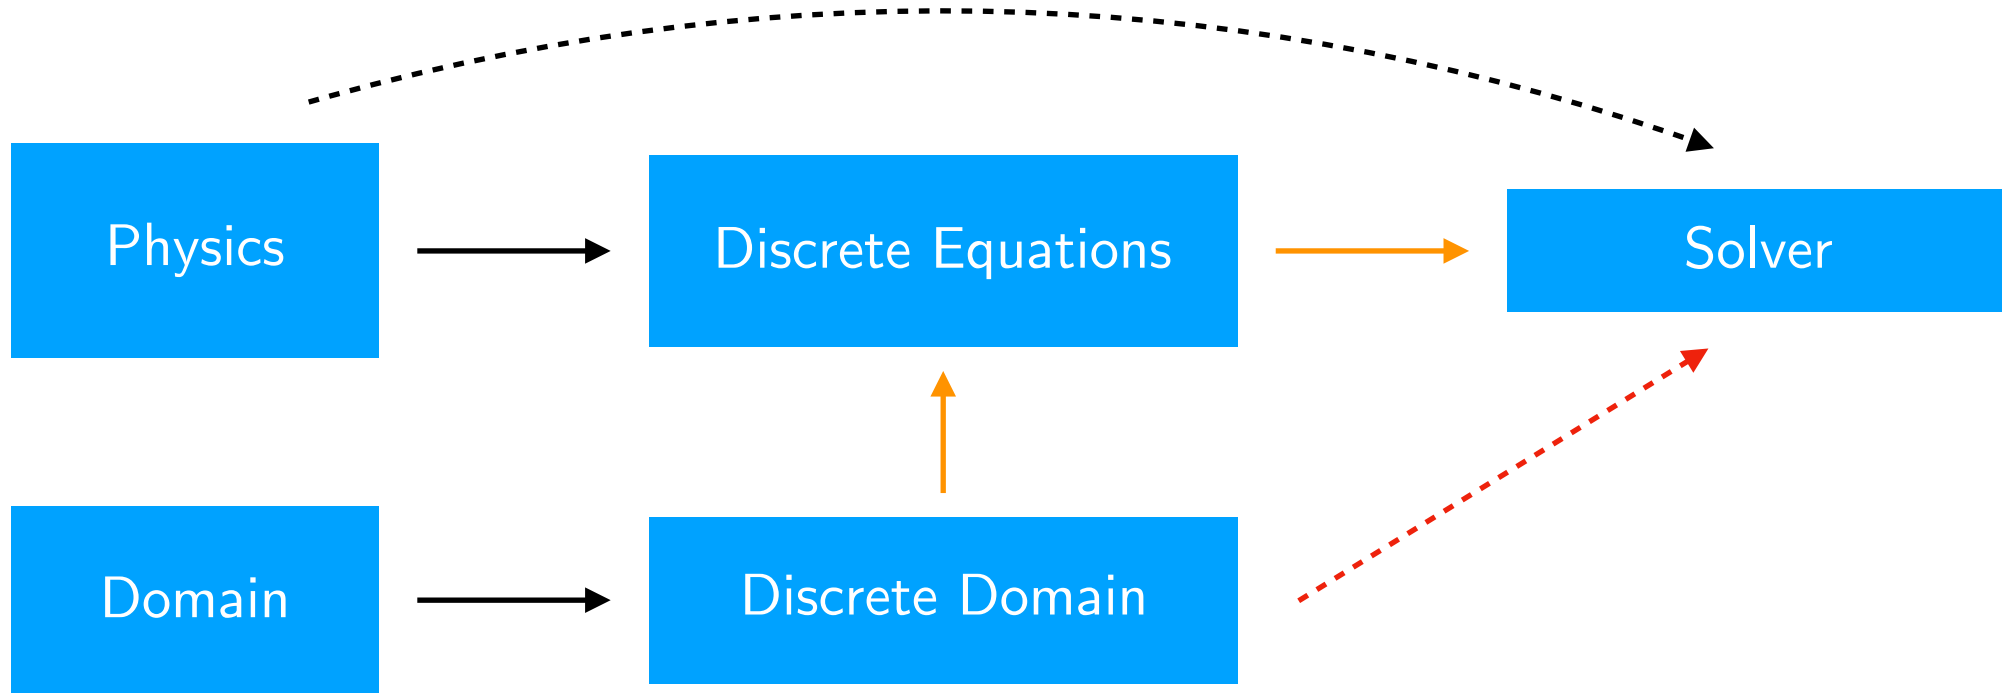 Physics
Discrete Equations
Solver
Domain
Discrete Domain